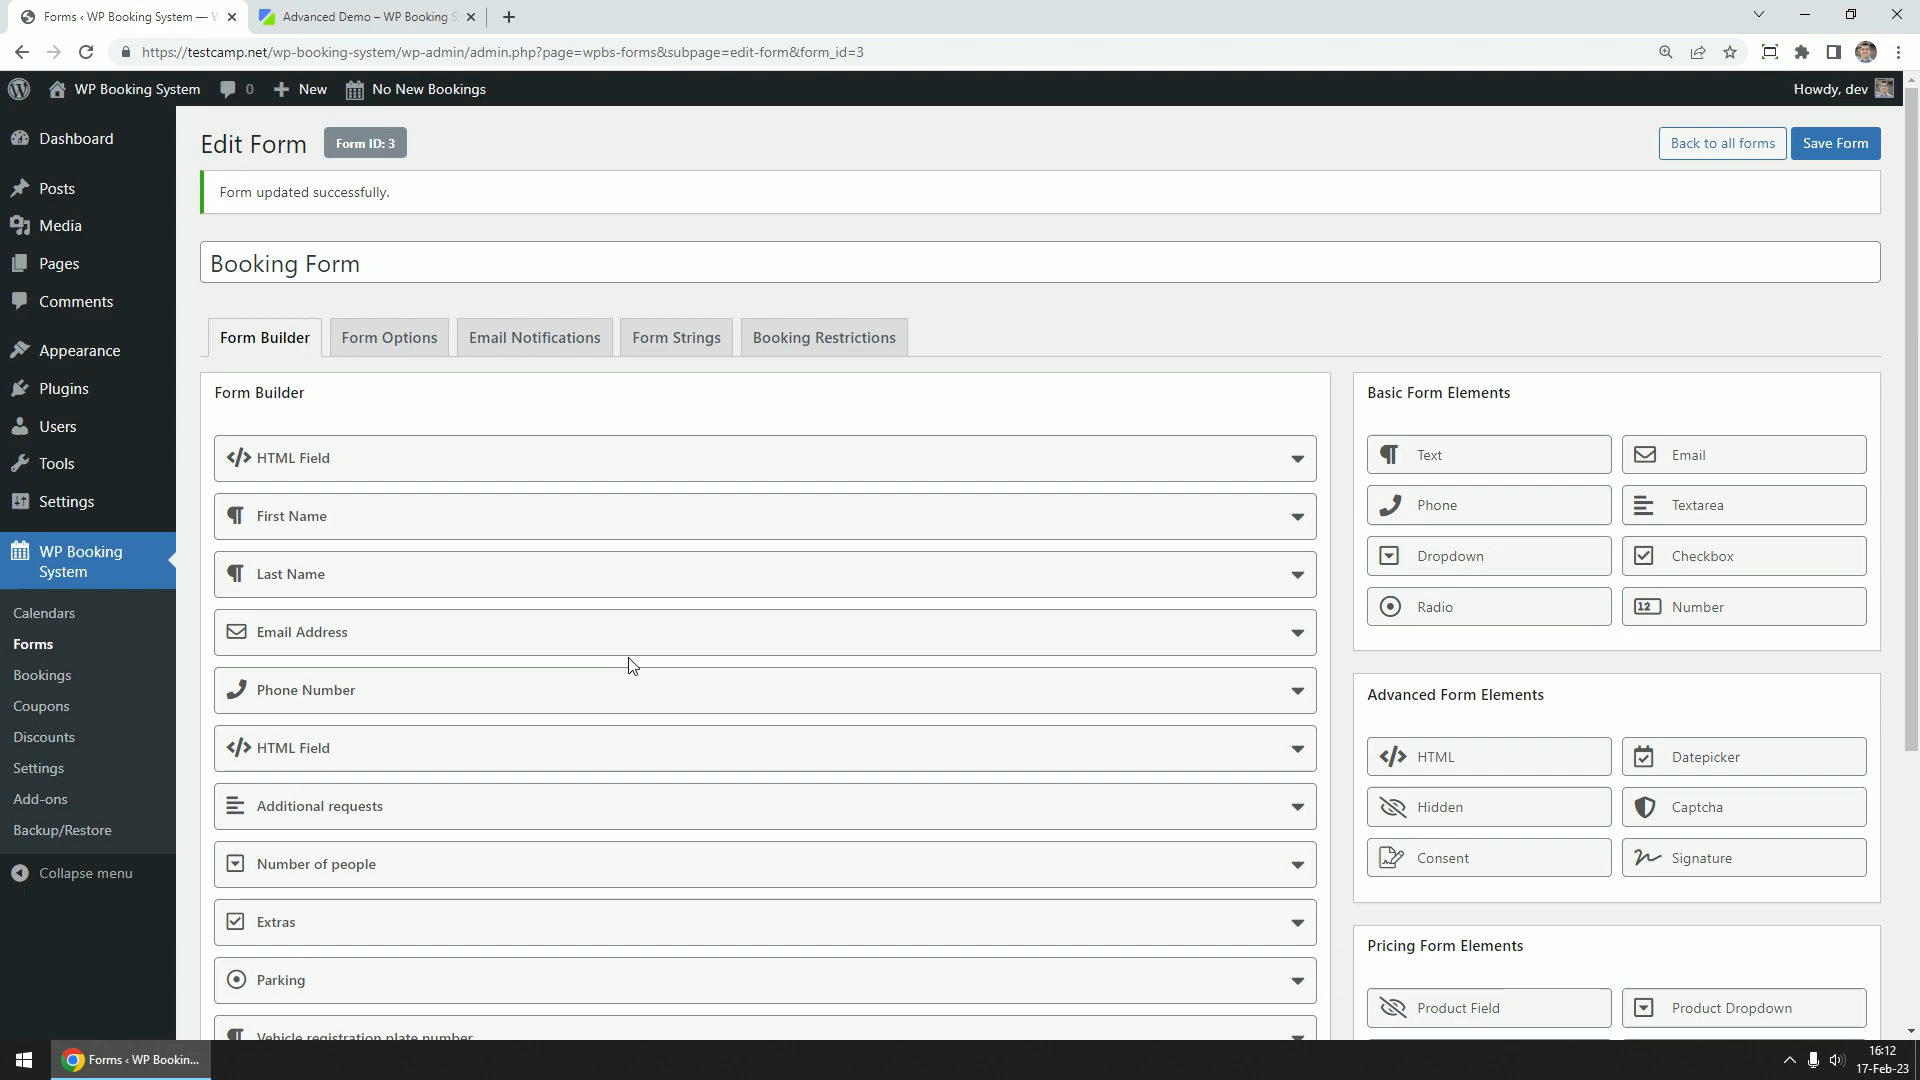 Forms ‹ WP Booking System — W
Advanced Demo – WP Booking S
https://testcamp.net/wp-booking-system/wp-admin/admin.php?page=wpbs-forms&subpage=edit-form&form_id=3
WP Booking System
0
New
No New Bookings
Howdy, dev
Dashboard
Posts
Media
Pages
Comments
Appearance
Plugins
Users
Tools
Settings
WP Booking
System
Calendars
Forms
Bookings
Coupons
Discounts
Settings
Add-ons
Backup/Restore
Collapse menu
Edit Form
Form ID: 3
Back to all forms
Save Form
Form updated successfully.
Booking Form
Form Builder
Form Options
Email Notifications
Form Strings
Booking Restrictions
Form Builder
HTML Field
First Name
Last Name
Email Address
Phone Number
HTML Field
Additional requests
Number of people
Extras
Parking
Vehicle registration plate number
Basic Form Elements
Text
Email
Phone
Textarea
Dropdown
Checkbox
Radio
12
Number
Advanced Form Elements
HTML
Datepicker
Hidden
Captcha
Consent
Signature
Pricing Form Elements
Product Field
Product Dropdown
Forms ‹ WP Bookin...
16:12
17-Feb-23